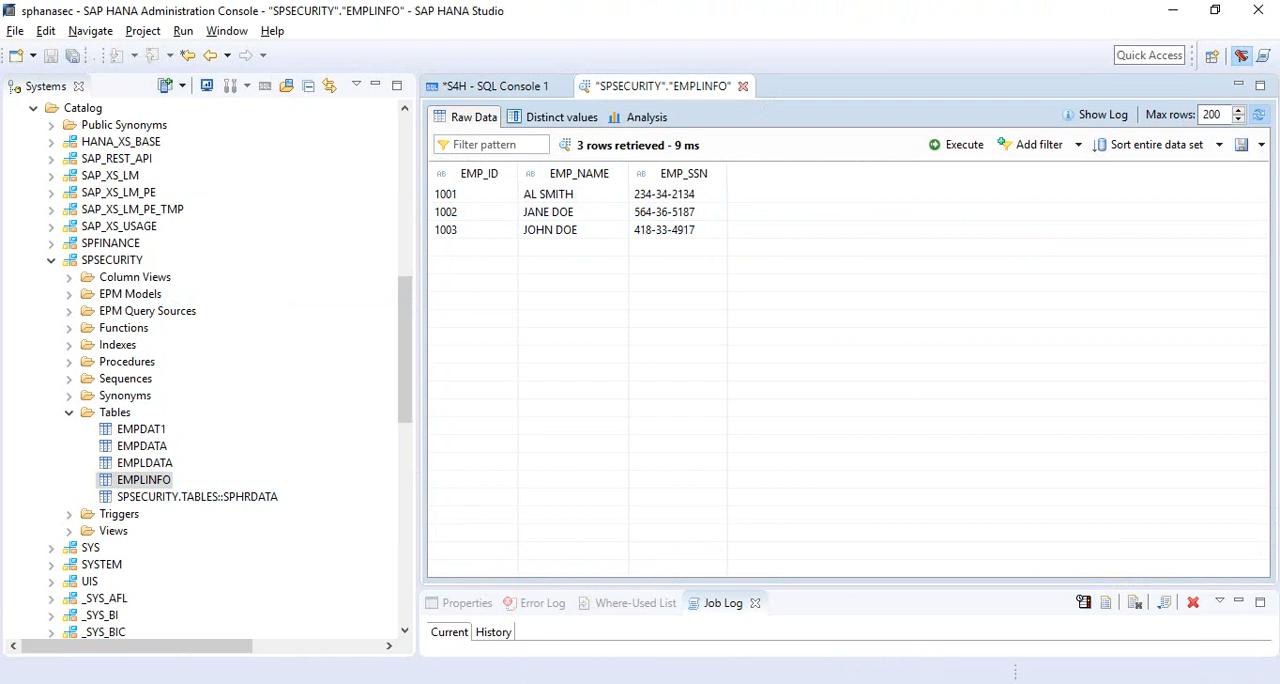 sphanasec - SAP HANA Administration Console - "SPSECURITY"."EMPLINFO" - SAP HANA Studio
File Edit Navigate Project Run Window Help
Quick Access
Systems
Catalog
Public Synonyms
HANA_XS_BASE
SAP_REST_API
SAP_XS_LM
SAP_XS_LM_PE
SAP_XS_LM_PE_TMP
SAP_XS_USAGE
SPFINANCE
SPSECURITY
Column Views
EPM Models
EPM Query Sources
Functions
Indexes
Procedures
Sequences
Synonyms
Tables
EMPDAT1
EMPDATA
EMPLDATA
EMPLINFO
SPSECURITY.TABLES::SPHRDATA
Triggers
Views
SYS
SYSTEM
UIS
_SYS_AFL
_SYS_BI
_SYS_BIC
*S4H - SQL Console 1 "SPSECURITY"."EMPLINFO"
Raw Data Distinct values Analysis Show Log Max rows: 200
Filter pattern 3 rows retrieved - 9 ms Execute Add filter Sort entire data set
AB EMP_ID AB EMP_NAME AB EMP_SSN
1001 AL SMITH 234-34-2134
1002 JANE DOE 564-36-5187
1003 JOHN DOE 418-33-4917
Properties Error Log Where-Used List Job Log
Current History